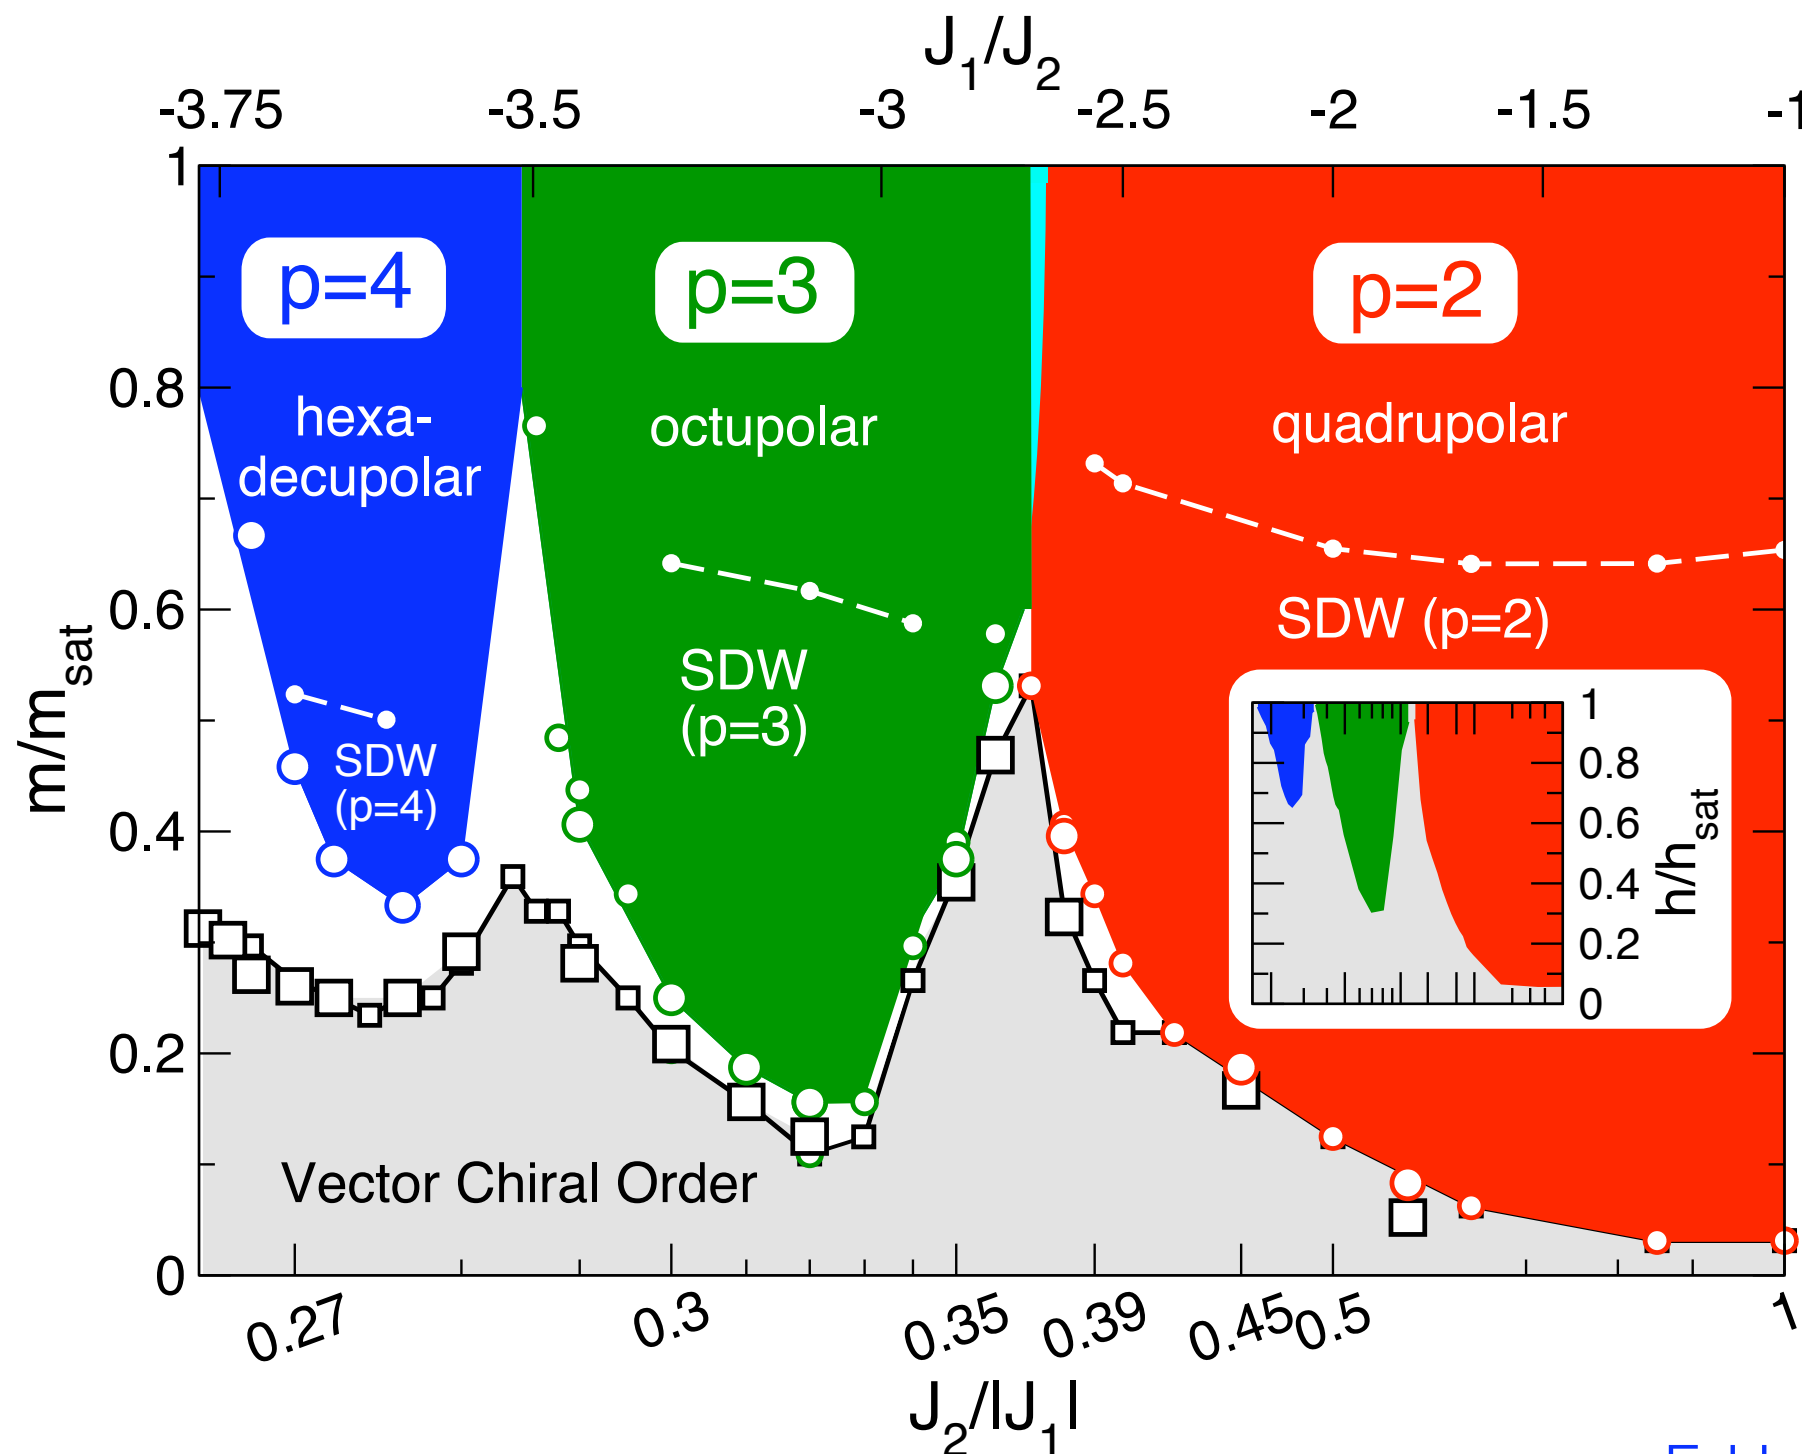 J1/J2
-3.75 -3.5 -3 -2.5 -2 -1.5 -1
1
0.8
0.6
0.4
0.2
0
m/msat
p=4
hexa-
decupolar
SDW
(p=4)
p=3
octupolar
SDW
(p=3)
p=2
quadrupolar
SDW (p=2)
1
0.8
0.6
0.4
0.2
0
h/hsat
Vector Chiral Order
0.27 0.3 0.35 0.39 0.45 0.5 1
J2/|J1|